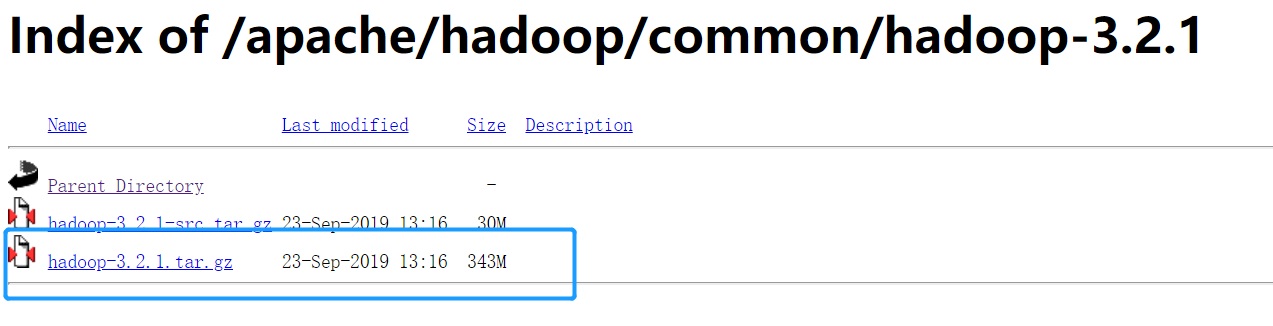 Index of /apache/hadoop/common/hadoop-3.2.1
Name Last modified Size Description
Parent Directory -
hadoop-3.2.1-src.tar.gz 23-Sep-2019 13:16 30M
hadoop-3.2.1.tar.gz 23-Sep-2019 13:16 343M